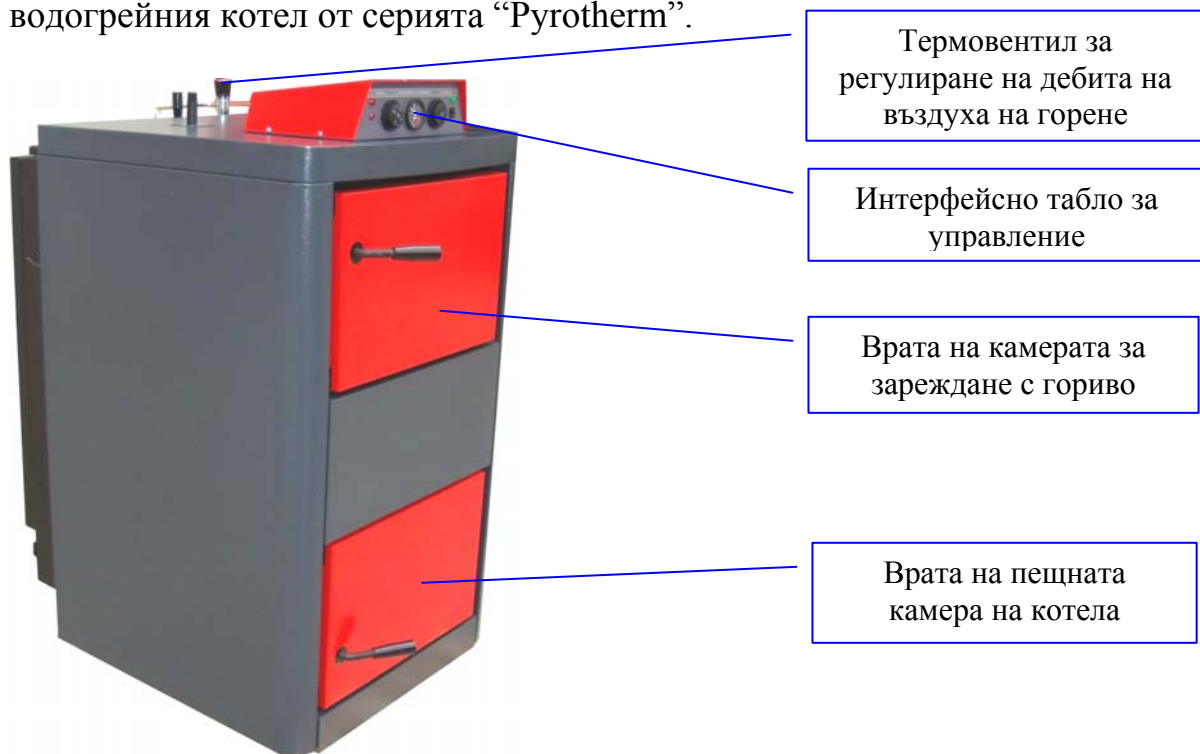 водогрейния котел от серията “Pyrotherm”.
Термовентил за
регулиране на дебита на
въздуха на горене
Интерфейсно табло за
управление
Врата на камерата за
зареждане с гориво
Врата на пещната
камера на котела